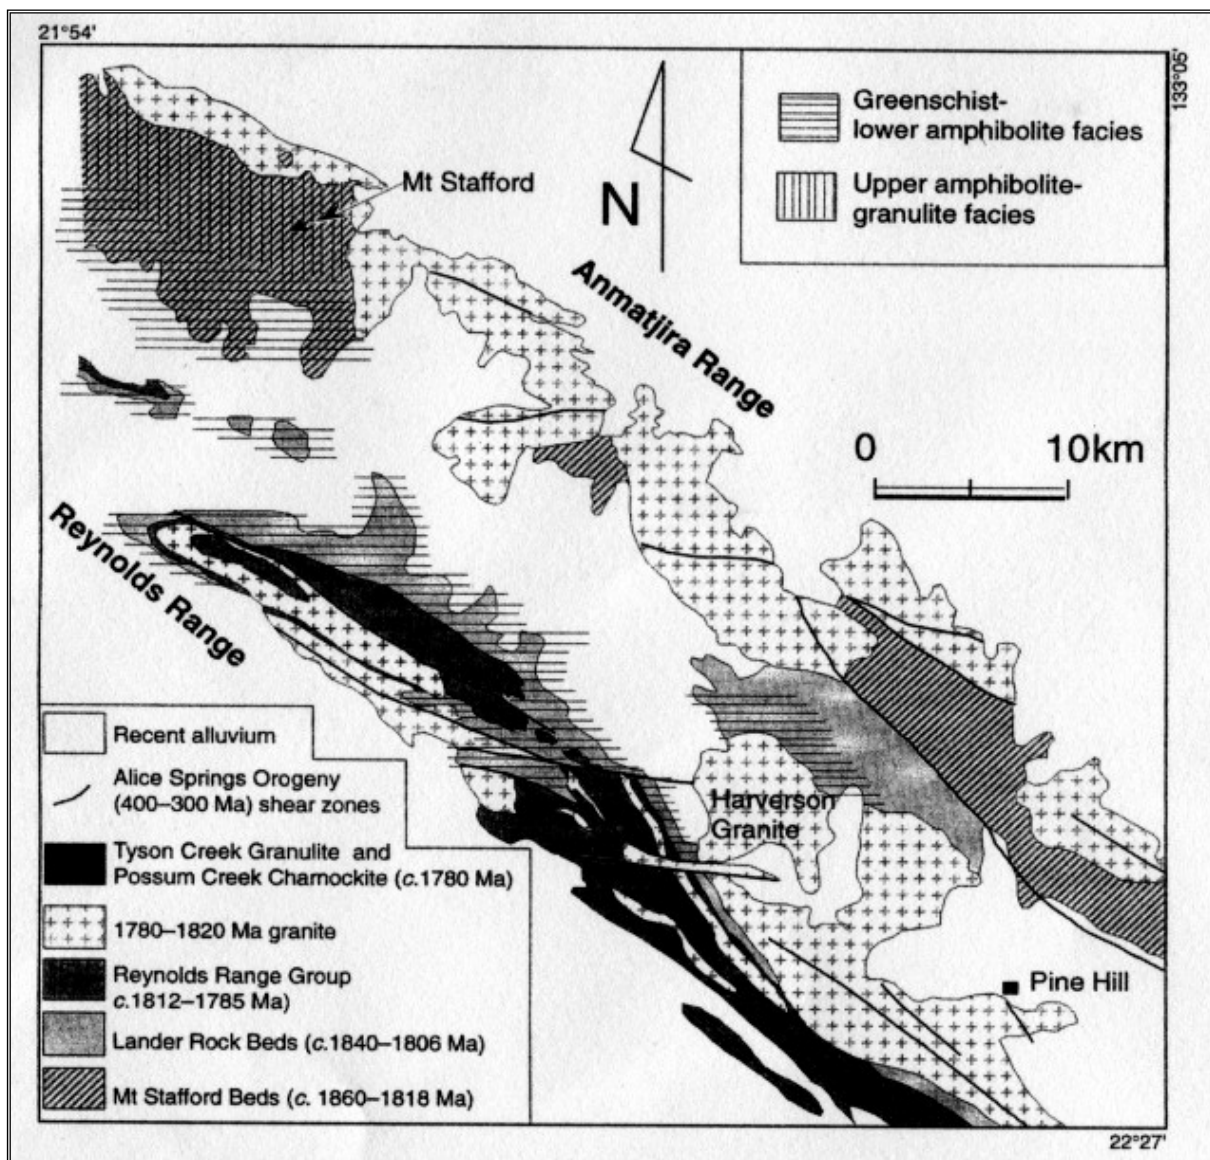 21°54'
133°05'
Greenschist-
lower amphibolite facies
Upper amphibolite-
granulite facies
Mt Stafford
N
Anmatjira Range
0 10km
Reynolds Range
Harverson
Granite
Pine Hill
Recent alluvium
Alice Springs Orogeny
(400–300 Ma) shear zones
Tyson Creek Granulite and
Possum Creek Charnockite (c.1780 Ma)
1780–1820 Ma granite
Reynolds Range Group
c.1812–1785 Ma)
Lander Rock Beds (c.1840–1806 Ma)
Mt Stafford Beds (c. 1860–1818 Ma)
22°27'